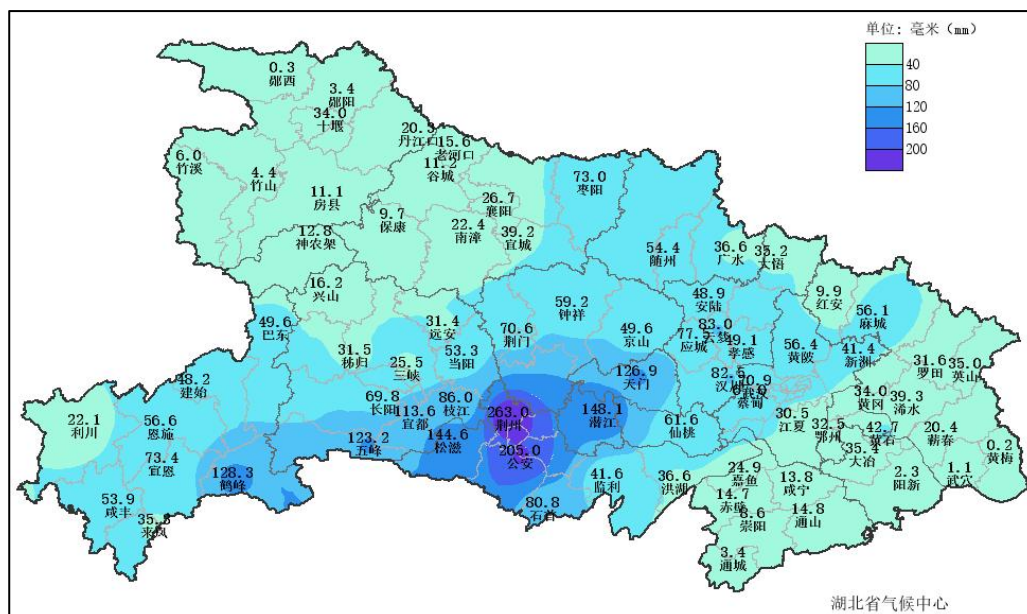 单位: 毫米（mm）
40
80
120
160
200
0.3
郧西
3.4
郧阳
34.0
十堰
20.3
丹江口
15.6
老河口
11.2
谷城
6.0
竹溪
4.4
竹山
11.1
房县
9.7
保康
26.7
襄阳
22.4
南漳
39.2
宜城
73.0
枣阳
12.8
神农架
16.2
兴山
54.4
随州
36.6
广水
35.2
大悟
9.9
红安
56.1
麻城
49.6
巴东
31.5
秭归
31.4
远安
25.5
三峡
53.3
当阳
70.6
荆门
59.2
钟祥
49.6
京山
48.9
安陆
83.0
云梦
77.5
应城
49.1
孝感
56.4
黄陂
41.4
新洲
31.6
罗田
35.0
英山
48.2
建始
22.1
利川
56.6
恩施
73.4
宣恩
128.3
鹤峰
53.9
咸丰
来凤
69.8
长阳
113.6
宜都
86.0
枝江
123.2
五峰
144.6
松滋
263.0
荆州
205.0
公安
80.8
石首
148.1
潜江
126.9
天门
61.6
仙桃
41.6
监利
36.6
洪湖
82.5
汉川
武汉
蔡甸
30.5
江夏
32.5
鄂州
34.0
黄冈
39.3
浠水
42.7
黄石
35.4
大冶
20.4
蕲春
0.2
黄梅
1.1
武穴
2.3
阳新
24.9
嘉鱼
13.8
咸宁
14.7
赤壁
8.6
崇阳
14.8
通山
3.4
通城
湖北省气候中心